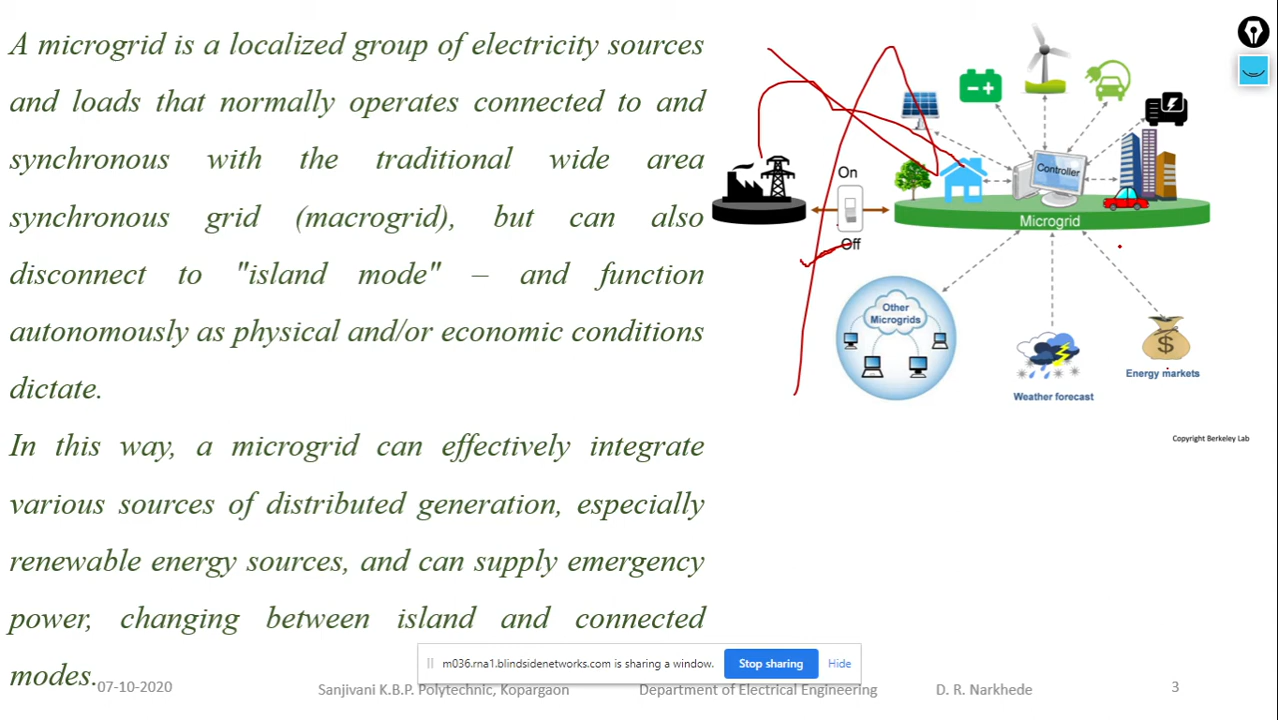 A microgrid is a localized group of electricity sources
and loads that normally operates connected to and
synchronous with the traditional wide area
synchronous grid (macrogrid), but can also
disconnect to "island mode" – and function
autonomously as physical and/or economic conditions
dictate.
In this way, a microgrid can effectively integrate
various sources of distributed generation, especially
renewable energy sources, and can supply emergency
power, changing between island and connected
modes.
On
Off
Controller
Microgrid
Other
Microgrids
Weather forecast
$
Energy markets
Copyright Berkeley Lab
m036.rna1.blindsidenetworks.com is sharing a window.
Stop sharing
Hide
07-10-2020
Sanjivani K.B.P. Polytechnic, Kopargaon
Department of Electrical Engineering
D. R. Narkhede
3